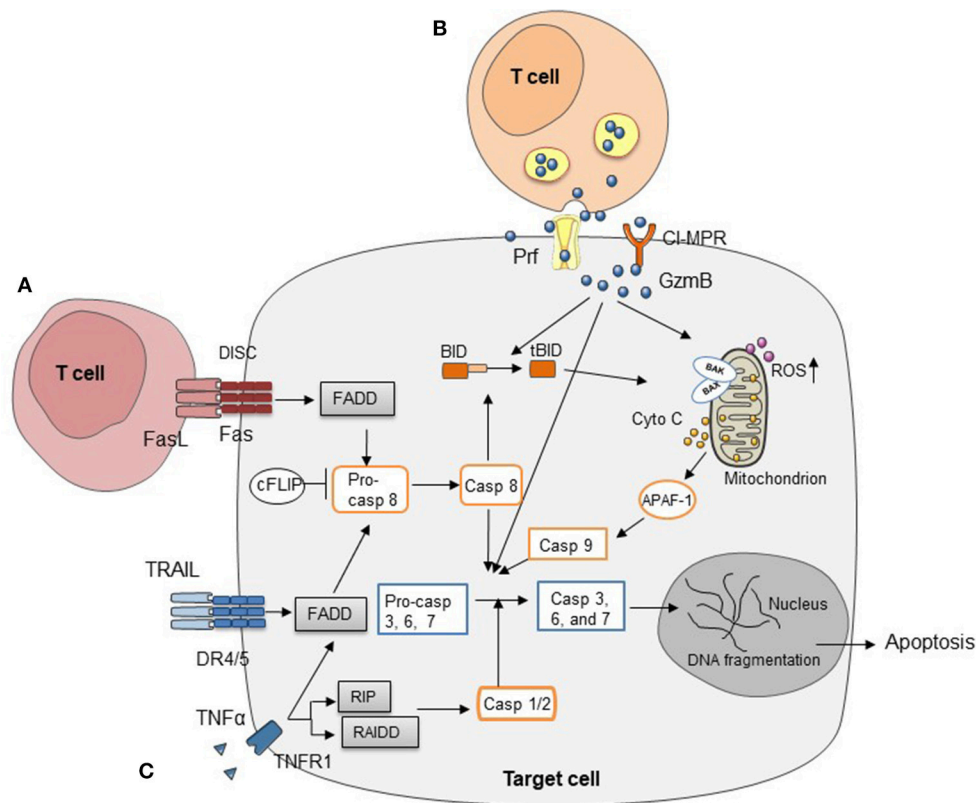 B
T cell
CI-MPR
Prf
GzmB
A
T cell
DISC
FasL
Fas
FADD
BID
tBID
BAK
BAX
ROS
Cyto C
Mitochondrion
cFLIP
Pro-
casp 8
Casp 8
APAF-1
Casp 9
TRAIL
DR4/5
FADD
Pro-casp
3, 6, 7
Casp 3,
6, and 7
Nucleus
DNA fragmentation
Apoptosis
TNFα
TNFR1
RIP
RAIDD
Casp 1/2
C
Target cell